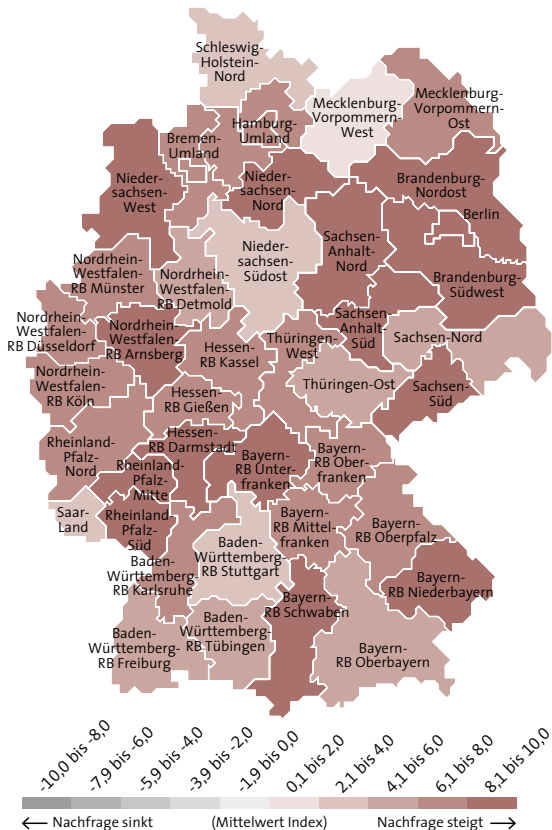 Schleswig-
Holstein-
Nord
Mecklenburg-
Vorpommern-
West
Mecklenburg-
Vorpommern-
Ost
Hamburg-
Umland
Bremen-
Umland
Nieder-
sachsen-
West
Nieder-
sachsen-
Nord
Brandenburg-
Nordost
Berlin
Nieder-
sachsen-
Südost
Sachsen-
Anhalt-
Nord
Nordrhein-
Westfalen-
RB Münster
Nordrhein-
Westfalen-
RB Detmold
Brandenburg-
Südwest
Nordrhein-
Westfalen-
RB Düsseldorf
Nordrhein-
Westfalen-
RB Arnsberg
Hessen-
RB Kassel
Thüringen-
West
Sachsen-
Anhalt-
Süd
Sachsen-Nord
Nordrhein-
Westfalen-
RB Köln
Hessen-
RB Gießen
Thüringen-Ost
Sachsen-
Süd
Rheinland-
Pfalz-
Nord
Hessen-
RB Darmstadt
Rheinland-
Pfalz-
Mitte
Bayern-
RB Unter-
franken
Bayern-
RB Ober-
franken
Saar-
Land
Rheinland-
Pfalz-
Süd
Baden-
Württemberg-
RB Stuttgart
Bayern-
RB Mittel-
franken
Bayern-
RB Oberpfalz
Baden-
Württemberg-
RB Karlsruhe
Bayern-
RB Schwaben
Bayern-
RB Niederbayern
Baden-
Württemberg-
RB Freiburg
Baden-
Württemberg-
RB Tübingen
Bayern-
RB Oberbayern
-10,0 bis -8,0
-7,9 bis -6,0
-5,9 bis -4,0
-3,9 bis -2,0
-1,9 bis 0,0
0,1 bis 2,0
2,1 bis 4,0
4,1 bis 6,0
6,1 bis 8,0
8,1 bis 10,0
← Nachfrage sinkt (Mittelwert Index) Nachfrage steigt →